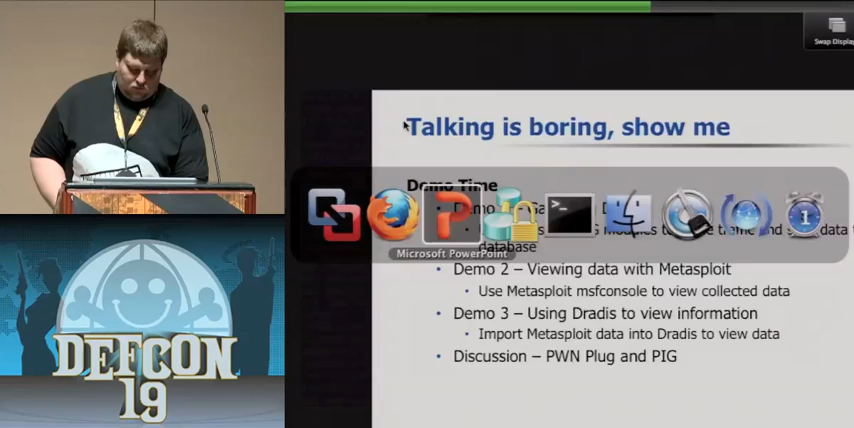 Swap Display
Talking is boring, show me
Demo Time
Microsoft PowerPoint
database
• Demo 2 – Viewing data with Metasploit
• Use Metasploit msfconsole to view collected data
• Demo 3 – Using Dradis to view information
• Import Metasploit data into Dradis to view data
• Discussion – PWN Plug and PIG
DEFCON
19